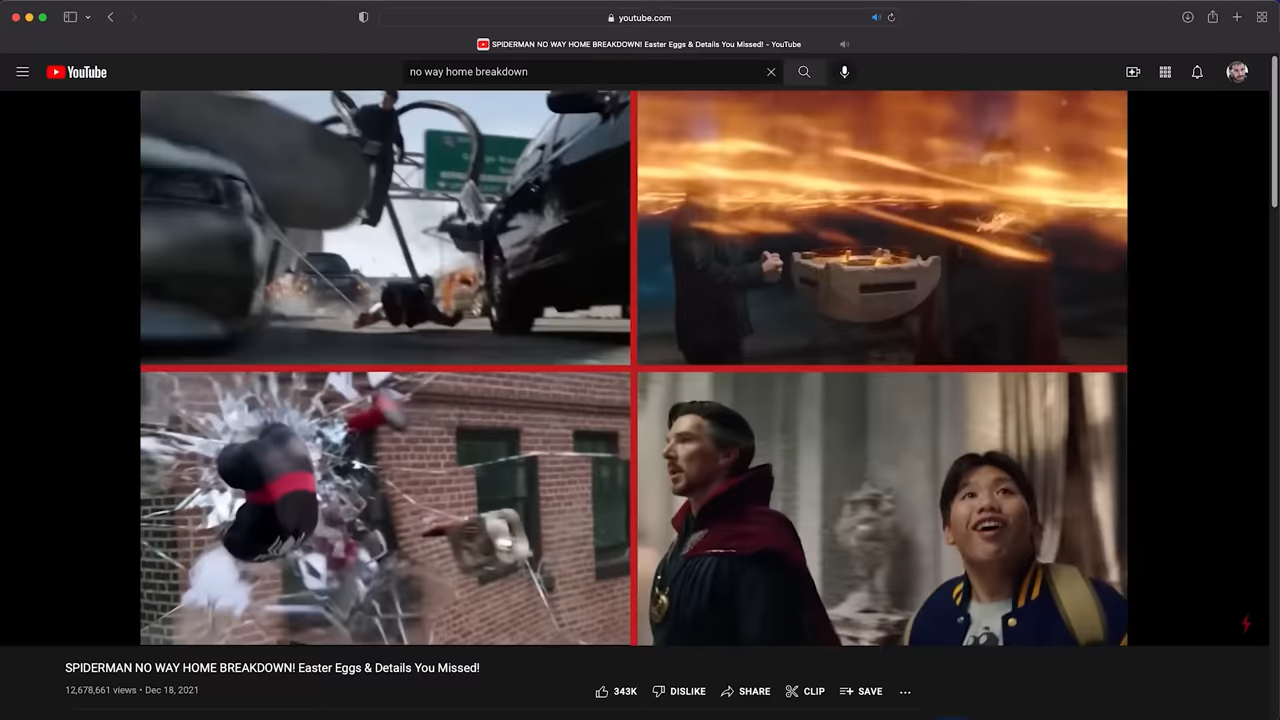 youtube.com
SPIDERMAN NO WAY HOME BREAKDOWN! Easter Eggs & Details You Missed! - YouTube
YouTube
no way home breakdown
SPIDERMAN NO WAY HOME BREAKDOWN! Easter Eggs & Details You Missed!
12,678,661 views • Dec 18, 2021
343K
DISLIKE
SHARE
CLIP
SAVE